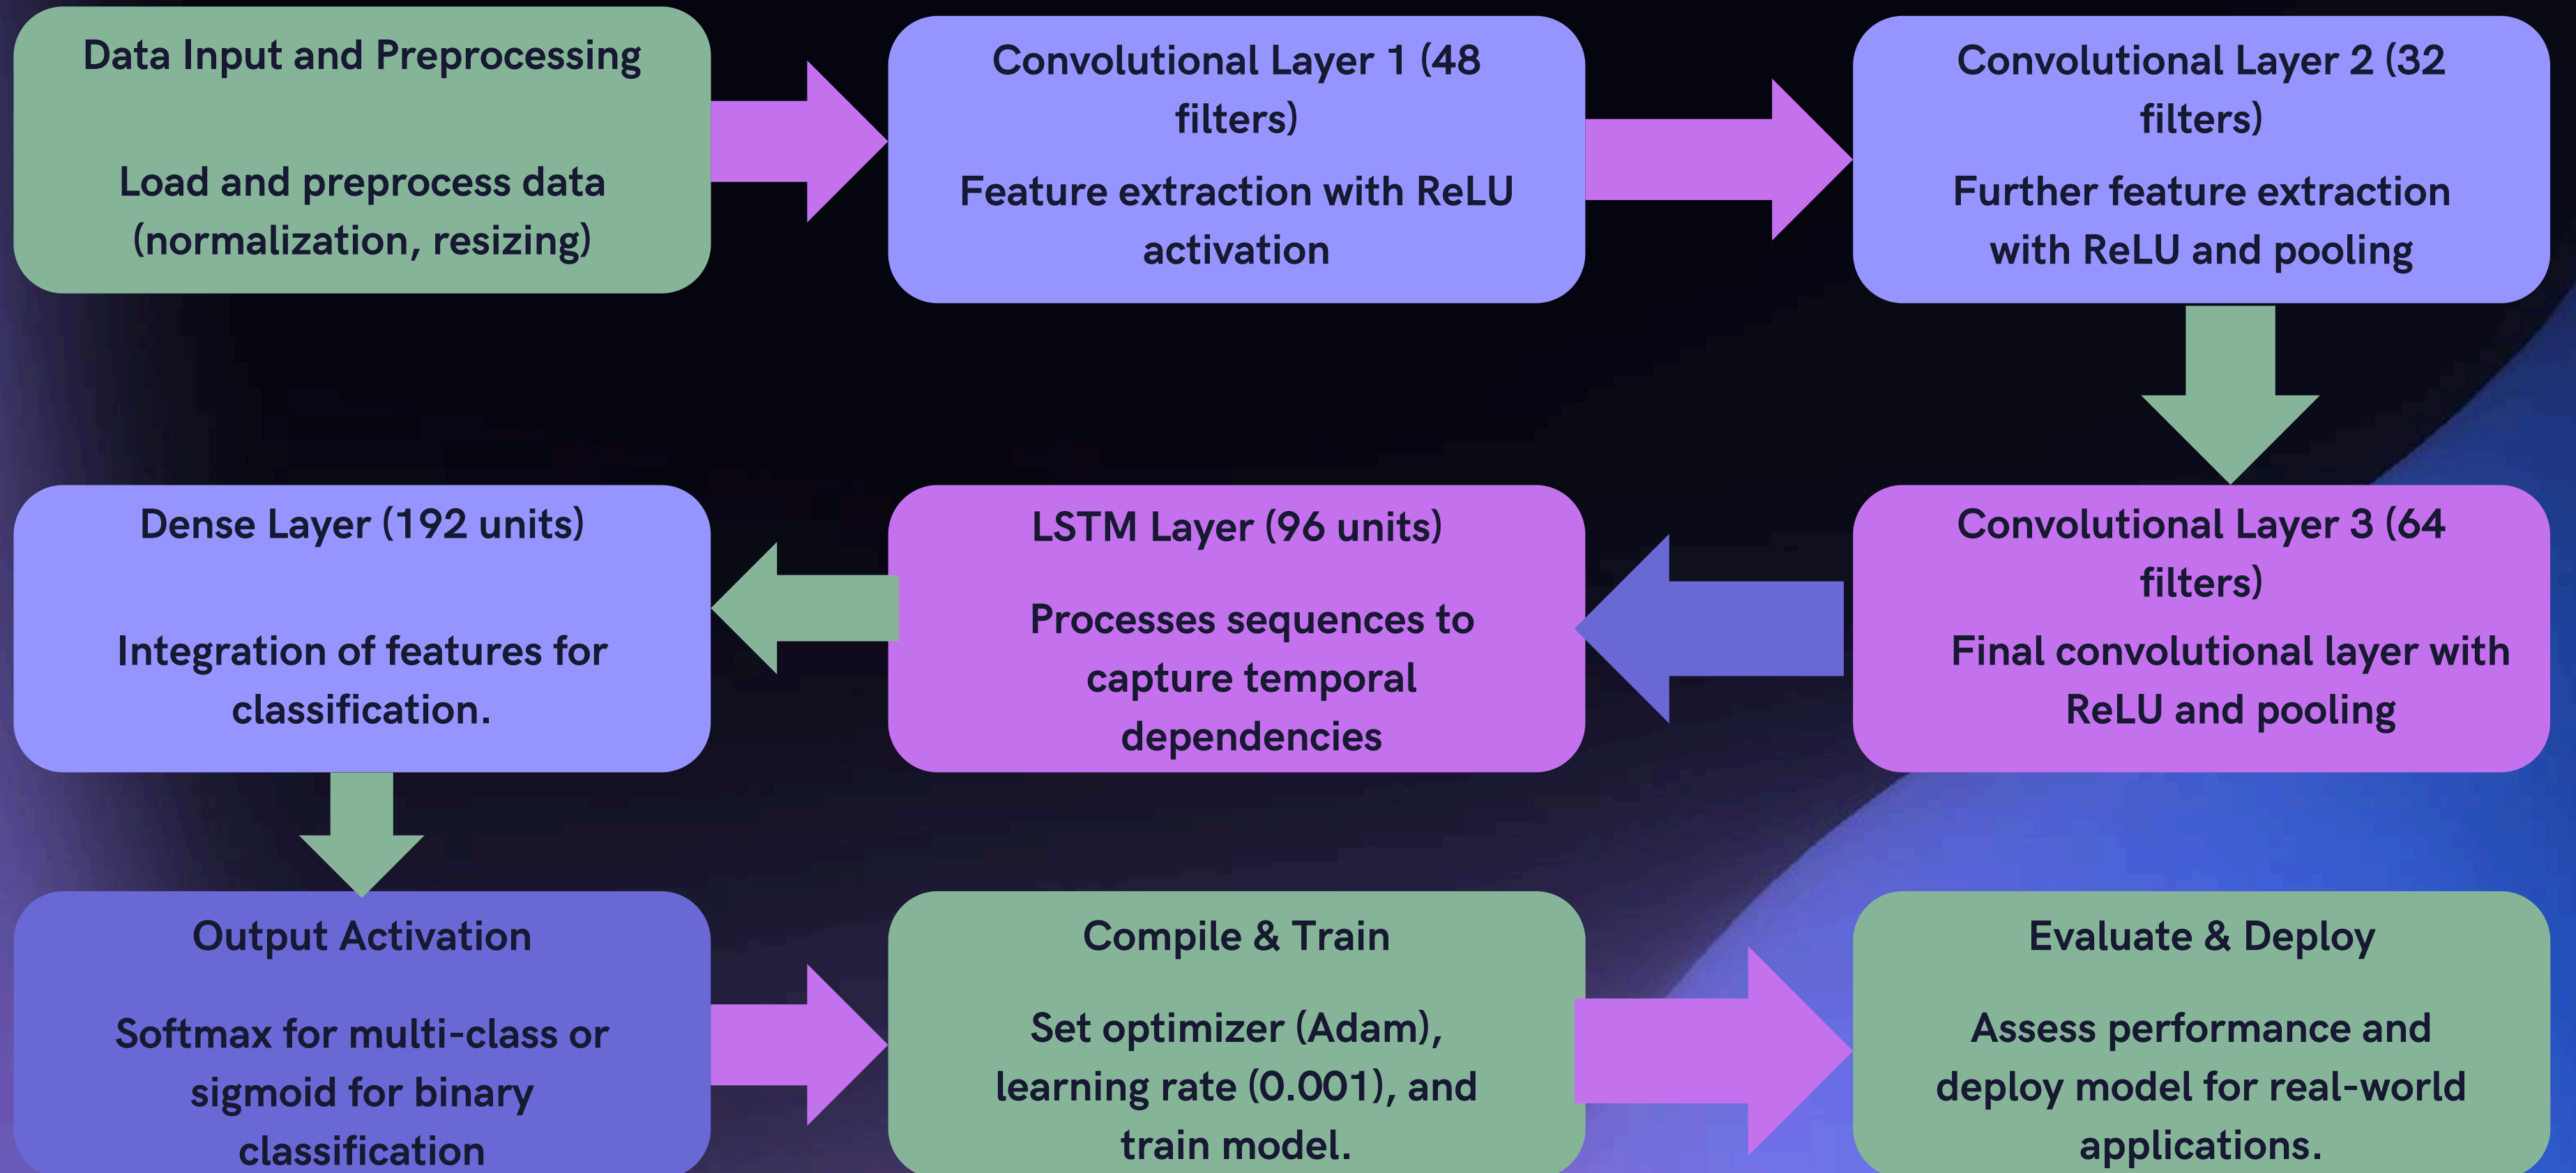 Data Input and Preprocessing
Load and preprocess data
(normalization, resizing)
Convolutional Layer 1 (48
filters)
Feature extraction with ReLU
activation
Convolutional Layer 2 (32
filters)
Further feature extraction
with ReLU and pooling
Convolutional Layer 3 (64
filters)
Final convolutional layer with
ReLU and pooling
LSTM Layer (96 units)
Processes sequences to
capture temporal
dependencies
Dense Layer (192 units)
Integration of features for
classification.
Output Activation
Softmax for multi-class or
sigmoid for binary
classification
Compile & Train
Set optimizer (Adam),
learning rate (0.001), and
train model.
Evaluate & Deploy
Assess performance and
deploy model for real-world
applications.